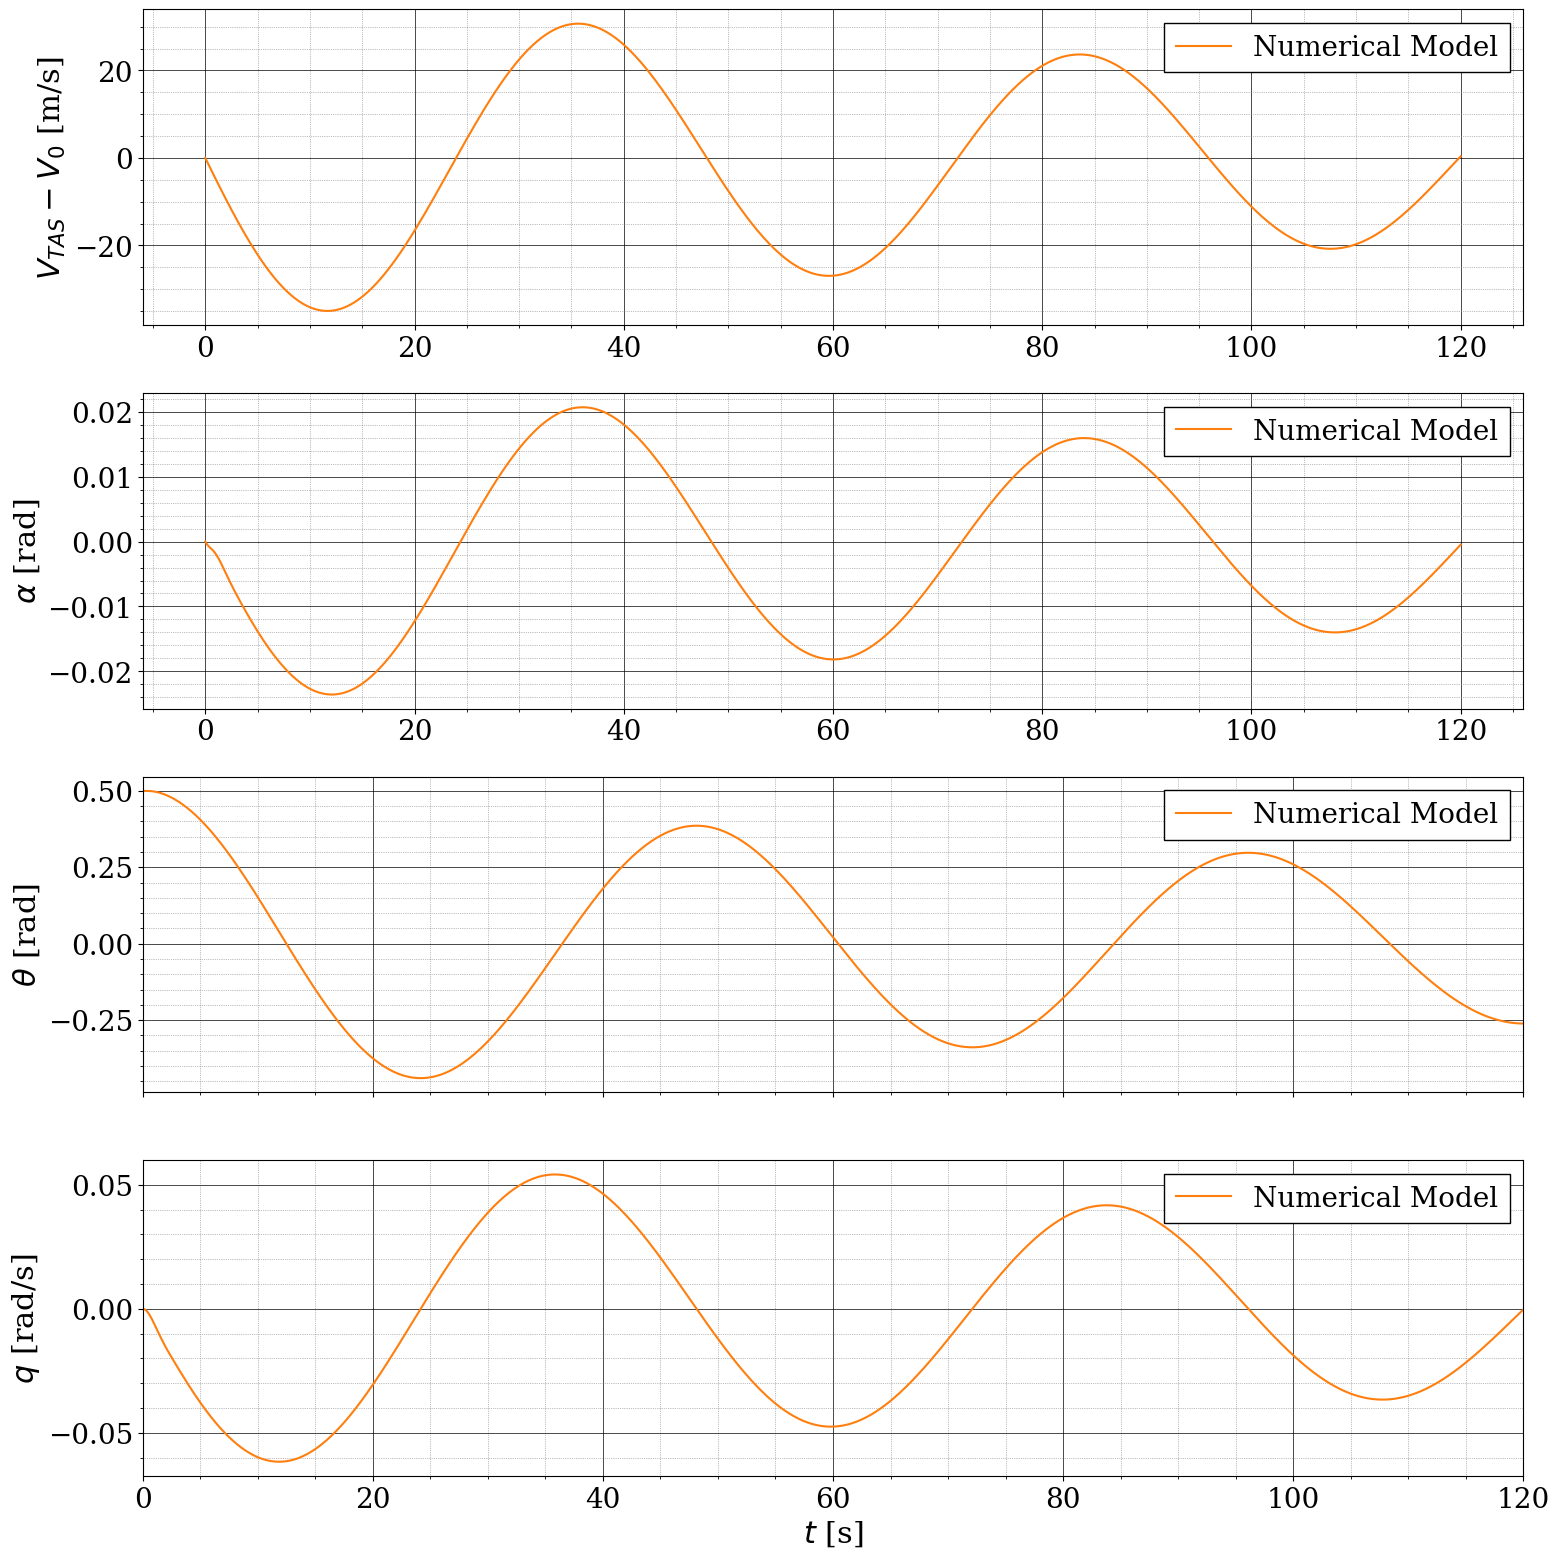 V_{TAS} − V_0 [m/s]
20
0
−20
Numerical Model
0 20 40 60 80 100 120
α [rad]
0.02
0.01
0.00
−0.01
−0.02
Numerical Model
0 20 40 60 80 100 120
θ [rad]
0.50
0.25
0.00
−0.25
Numerical Model
q [rad/s]
0.05
0.00
−0.05
Numerical Model
0 20 40 60 80 100 120
t [s]